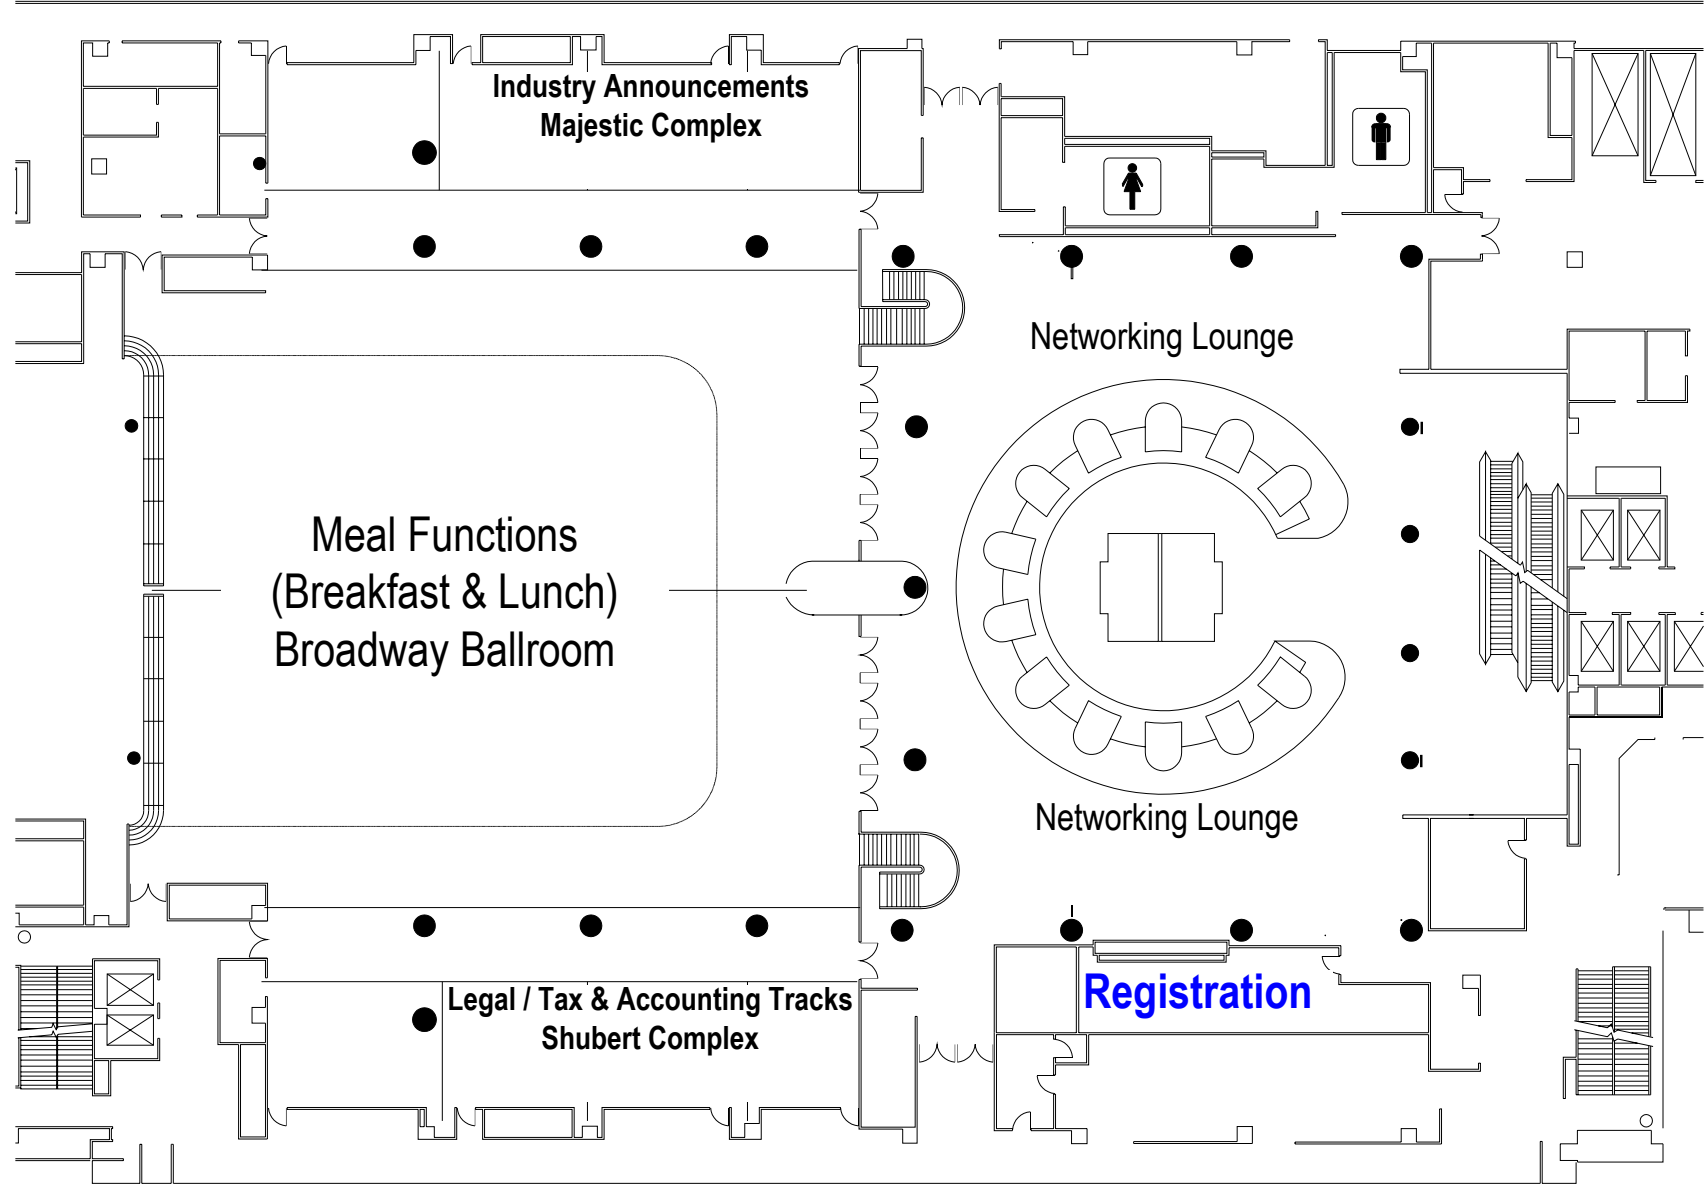 Industry Announcements
Majestic Complex
Networking Lounge
Meal Functions
(Breakfast & Lunch)
Broadway Ballroom
Networking Lounge
Registration
Legal / Tax & Accounting Tracks
Shubert Complex